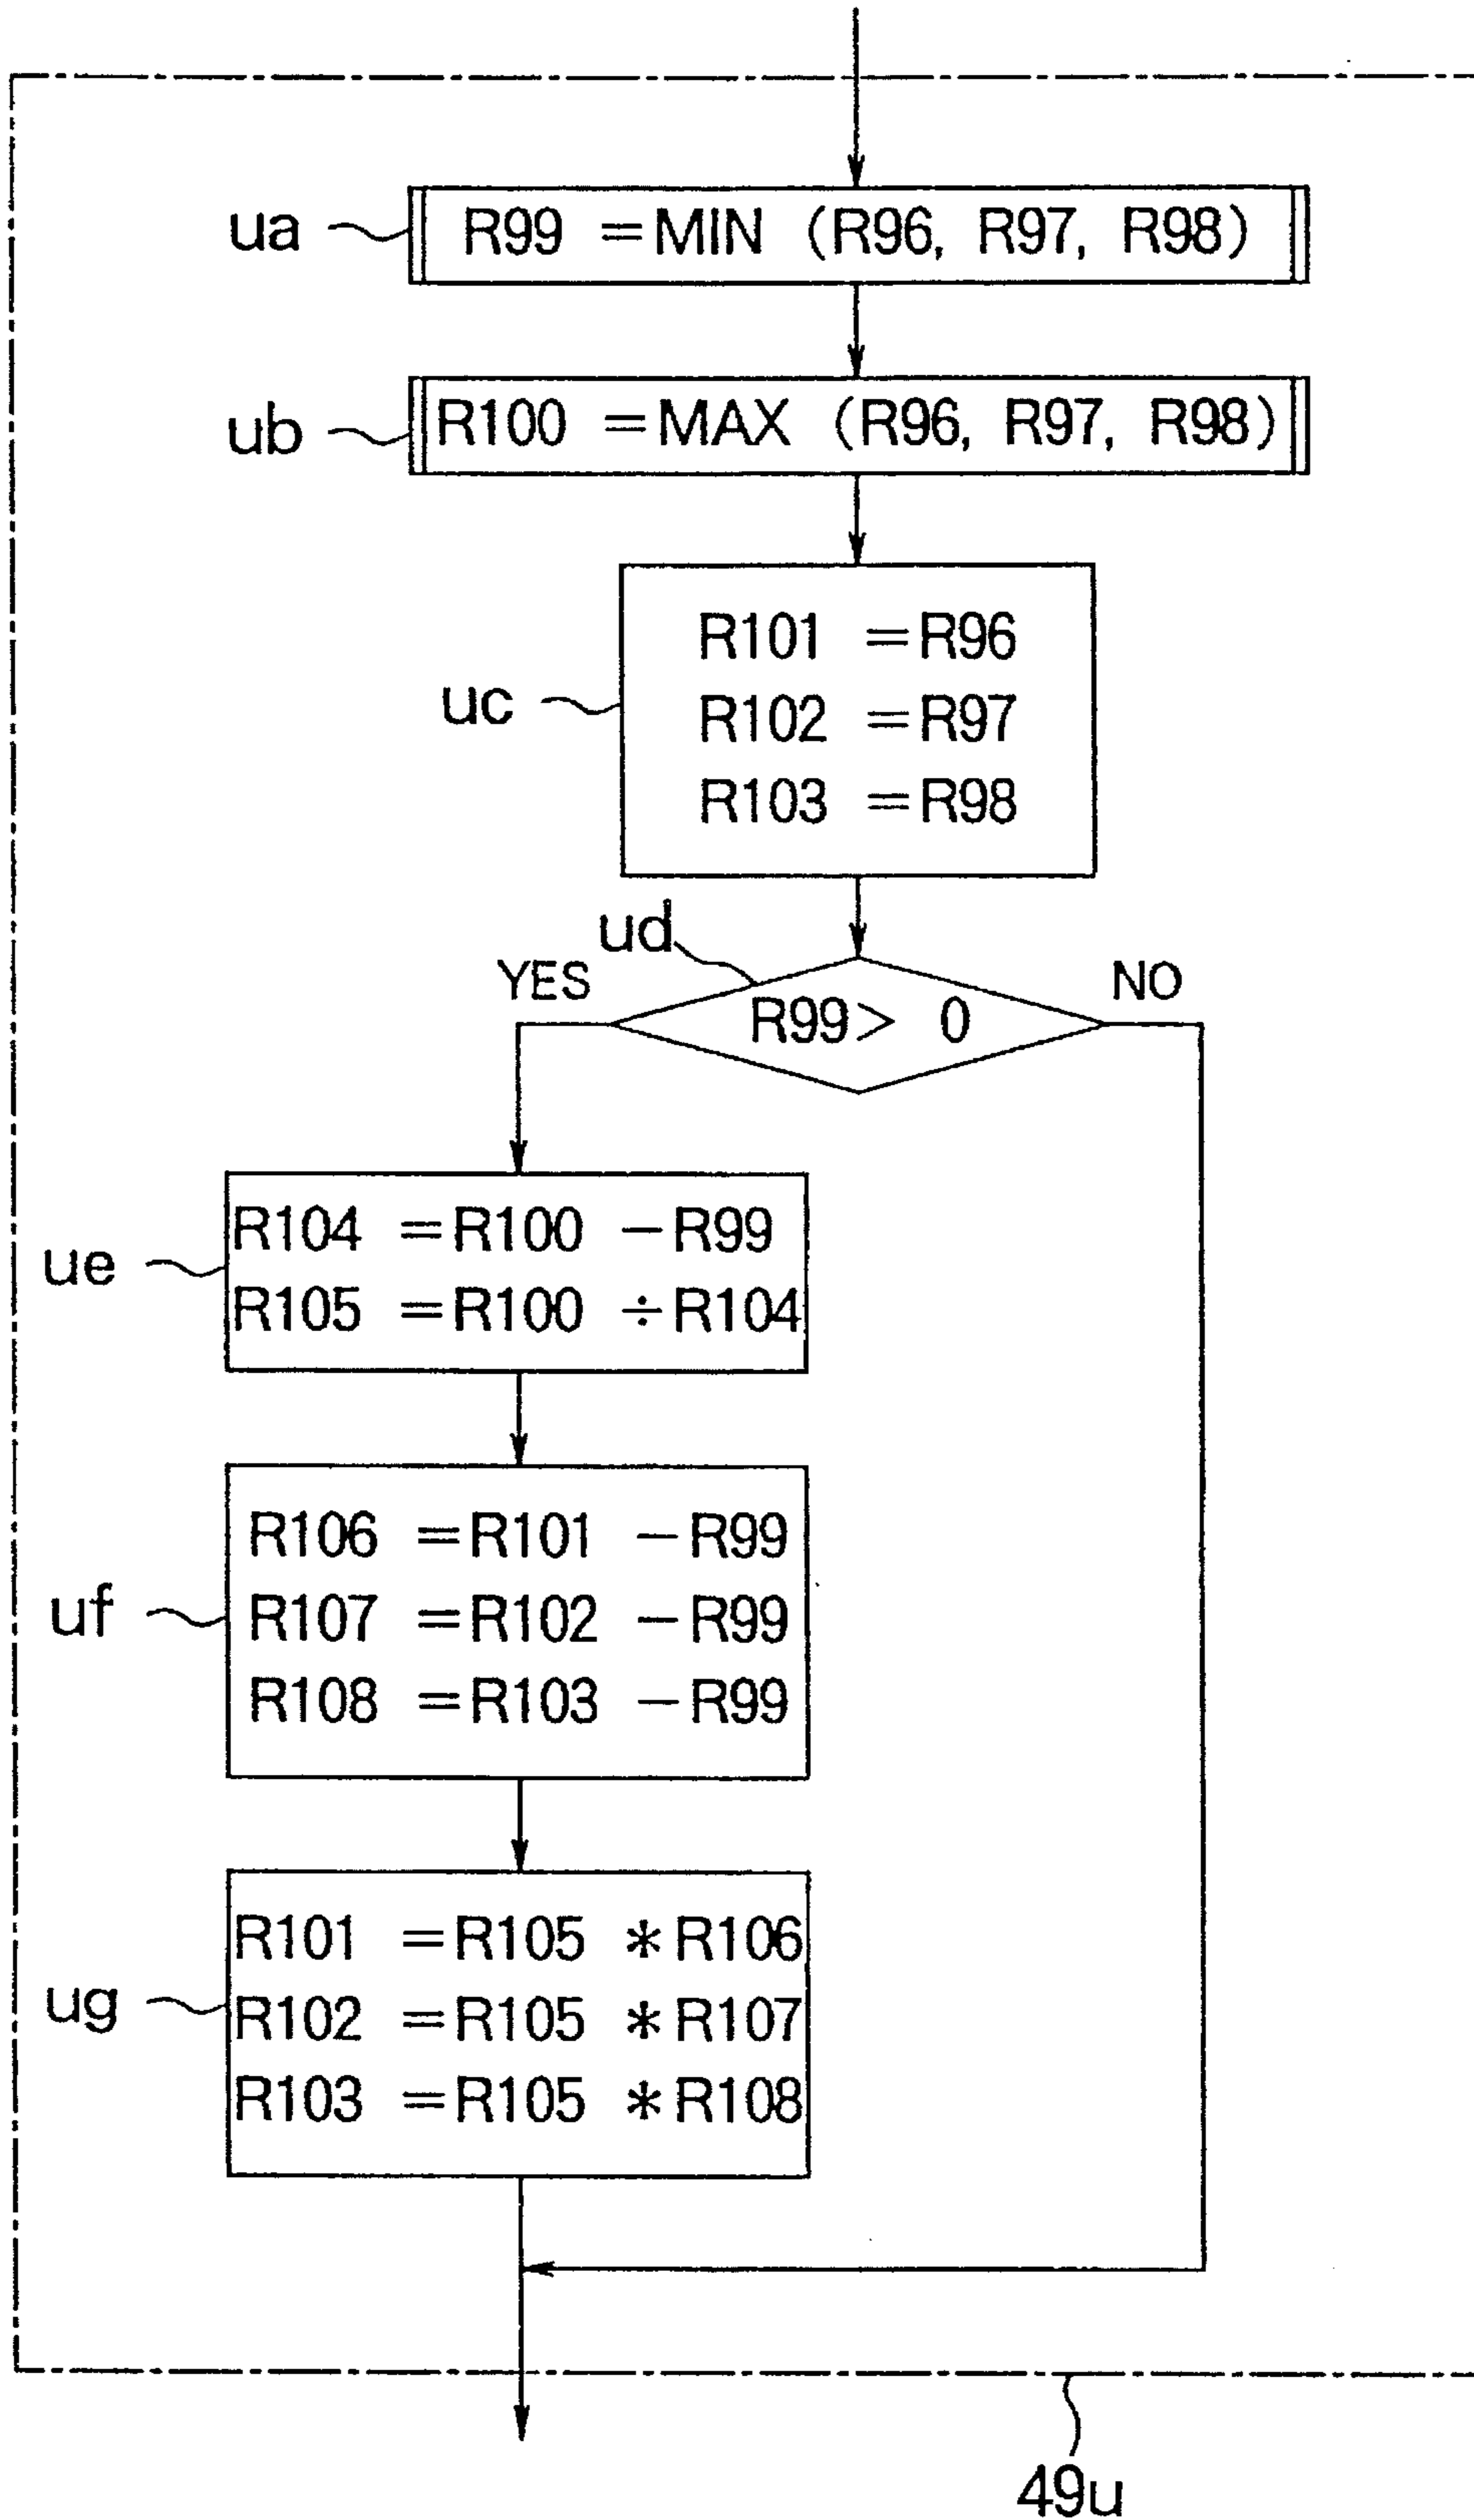 ua
R99 =MIN (R96, R97, R98)
ub
R100 =MAX (R96, R97, R98)
uc
R101 =R96
R102 =R97
R103 =R98
ud
YES
R99> 0
NO
ue
R104 =R100 −R99
R105 =R100 ÷R104
uf
R106 =R101 −R99
R107 =R102 −R99
R108 =R103 −R99
ug
R101 =R105 *R106
R102 =R105 *R107
R103 =R105 *R108
49u